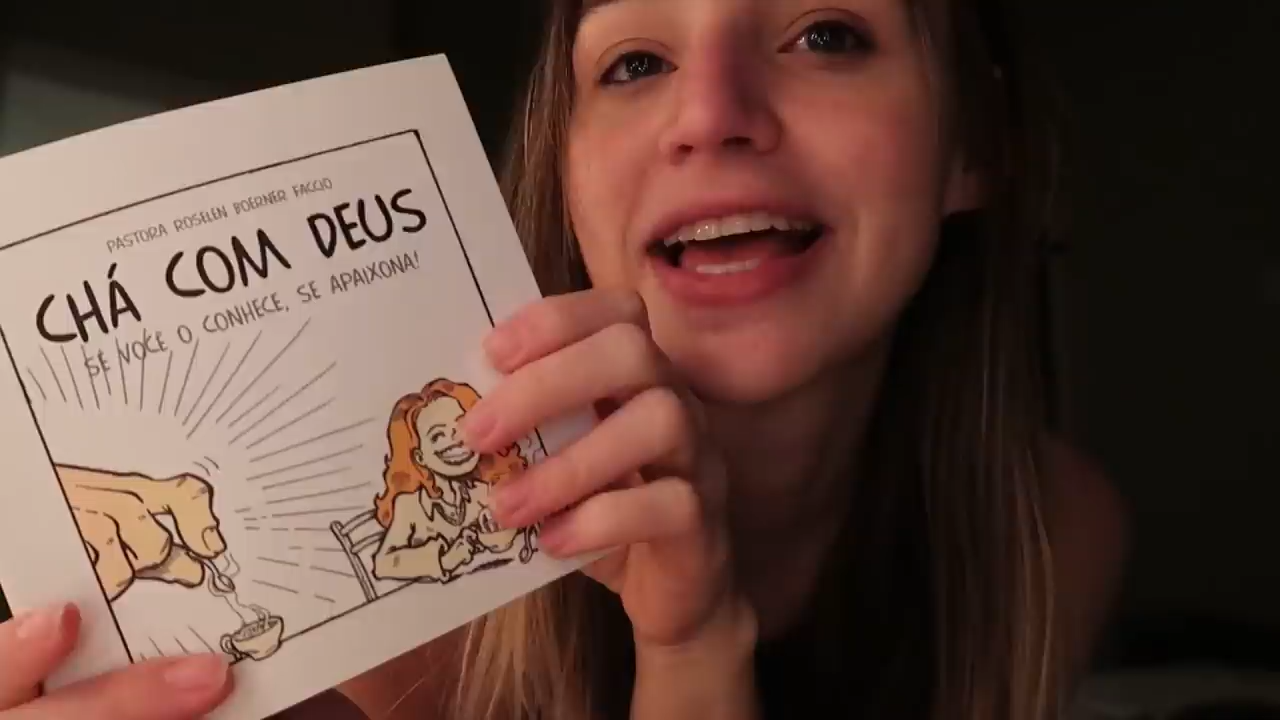 PASTORA ROSELEN BOERNER FACCIO
CHÁ COM DEUS
SE VOCÊ O CONHECE, SE APAIXONA!